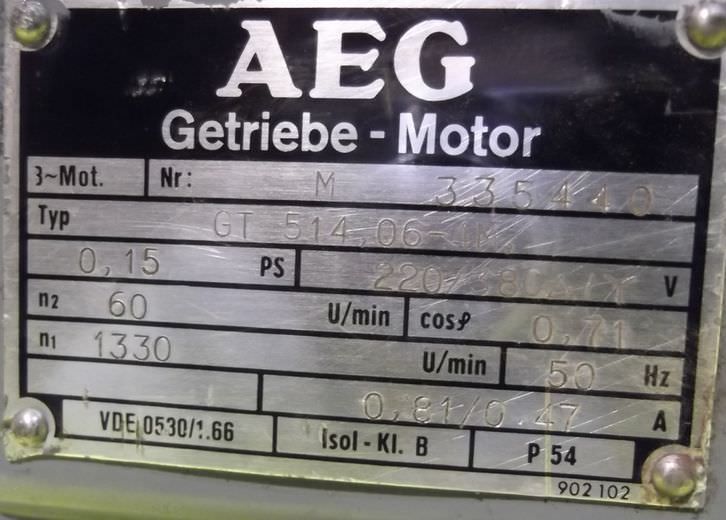 AEG
Getriebe - Motor
3~Mot. Nr: M 335440
Typ GT 514,06-
0,15 PS 220/380 Δ/Y V
n2 60 U/min cosφ 0,71
n1 1330 U/min 50 Hz
0,81/0.47 A
VDE 0530/1.66 Isol - Kl. B P 54
902 102